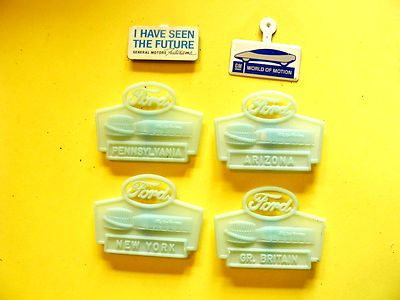 I HAVE SEEN
THE FUTURE
GENERAL MOTORS Futurama
GM
WORLD OF MOTION
Ford
PENNSYLVANIA
Ford
ARIZONA
Ford
NEW YORK
Ford
GR. BRITAIN